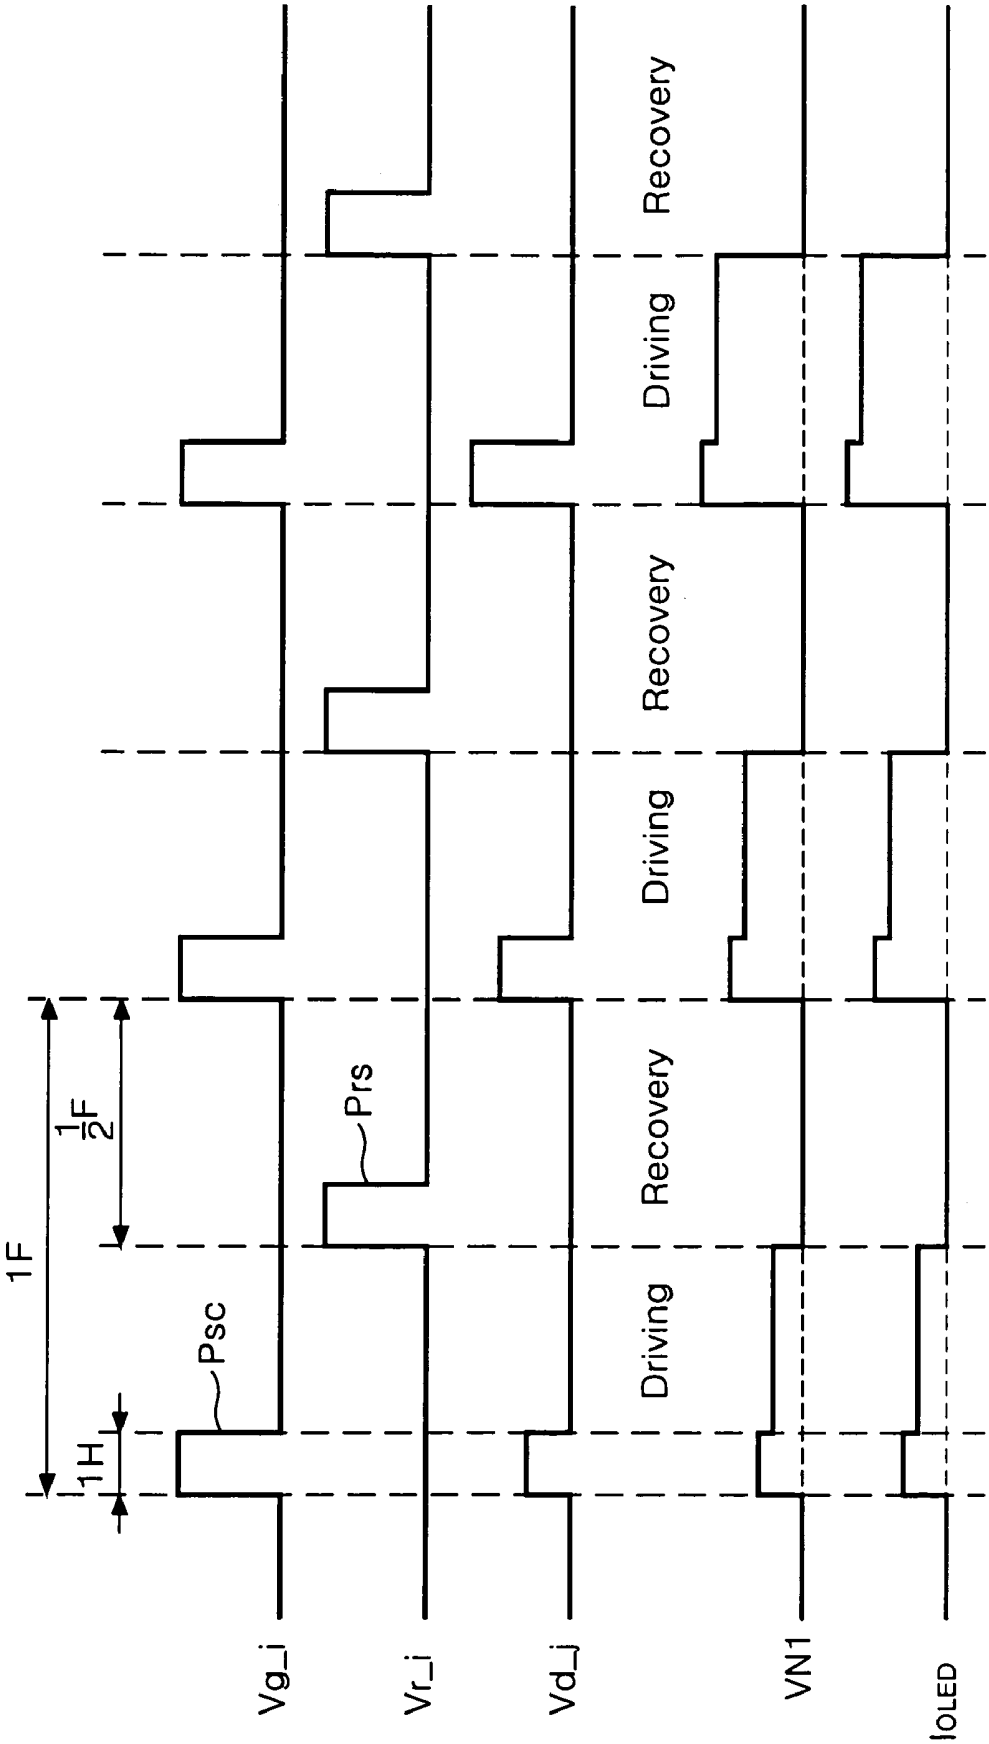 1F
1H
1/2F
Vg_i
Psc
Vr_i
Prs
Vd_j
Driving
Recovery
Driving
Recovery
Driving
Recovery
VN1
IOLED